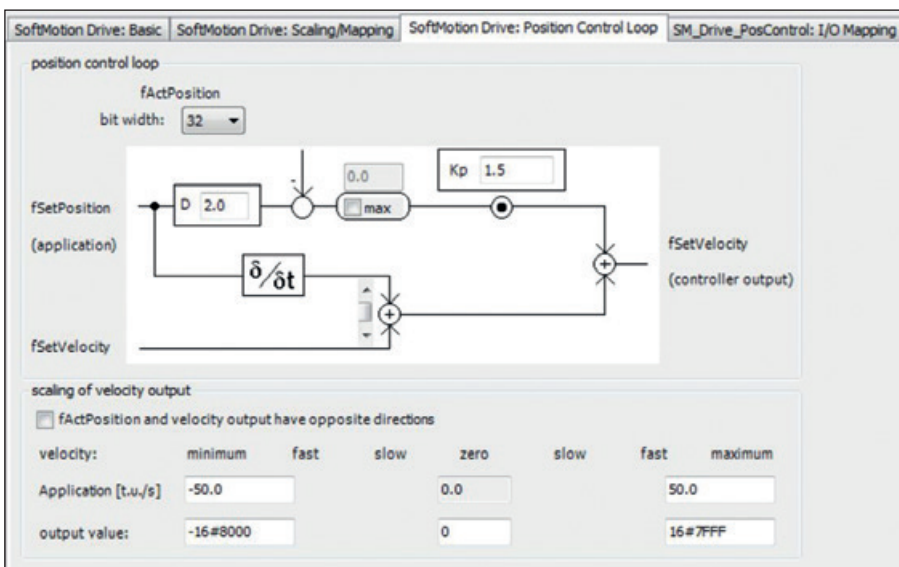 SoftMotion Drive: Basic SoftMotion Drive: Scaling/Mapping SoftMotion Drive: Position Control Loop SM_Drive_PosControl: I/O Mapping
position control loop
fActPosition
bit width: 32
-
0.0
Kp 1.5
fSetPosition
D 2.0
max
(application)
fSetVelocity
δ/δt
+
(controller output)
+
fSetVelocity
scaling of velocity output
fActPosition and velocity output have opposite directions
velocity: minimum fast slow zero slow fast maximum
Application [t.u./s] -50.0 0.0 50.0
output value: -16#8000 0 16#7FFF